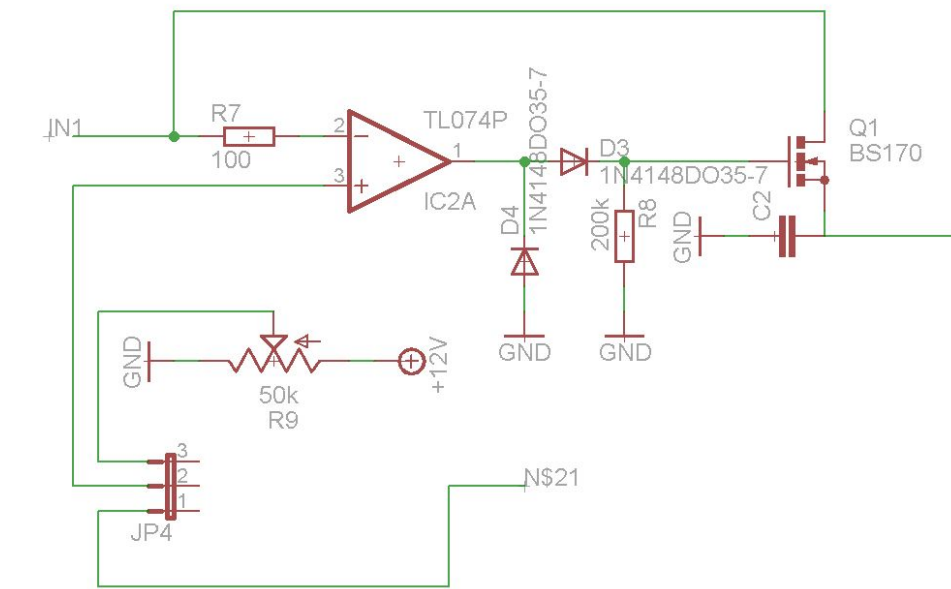 IN1
R7
100
2
3
TL074P
1
IC2A
D4
1N4148DO35-7
D3
1N4148DO35-7
200k
R8
GND
GND
Q1
BS170
C2
GND
GND
50k
R9
+12V
3
2
1
JP4
N$21